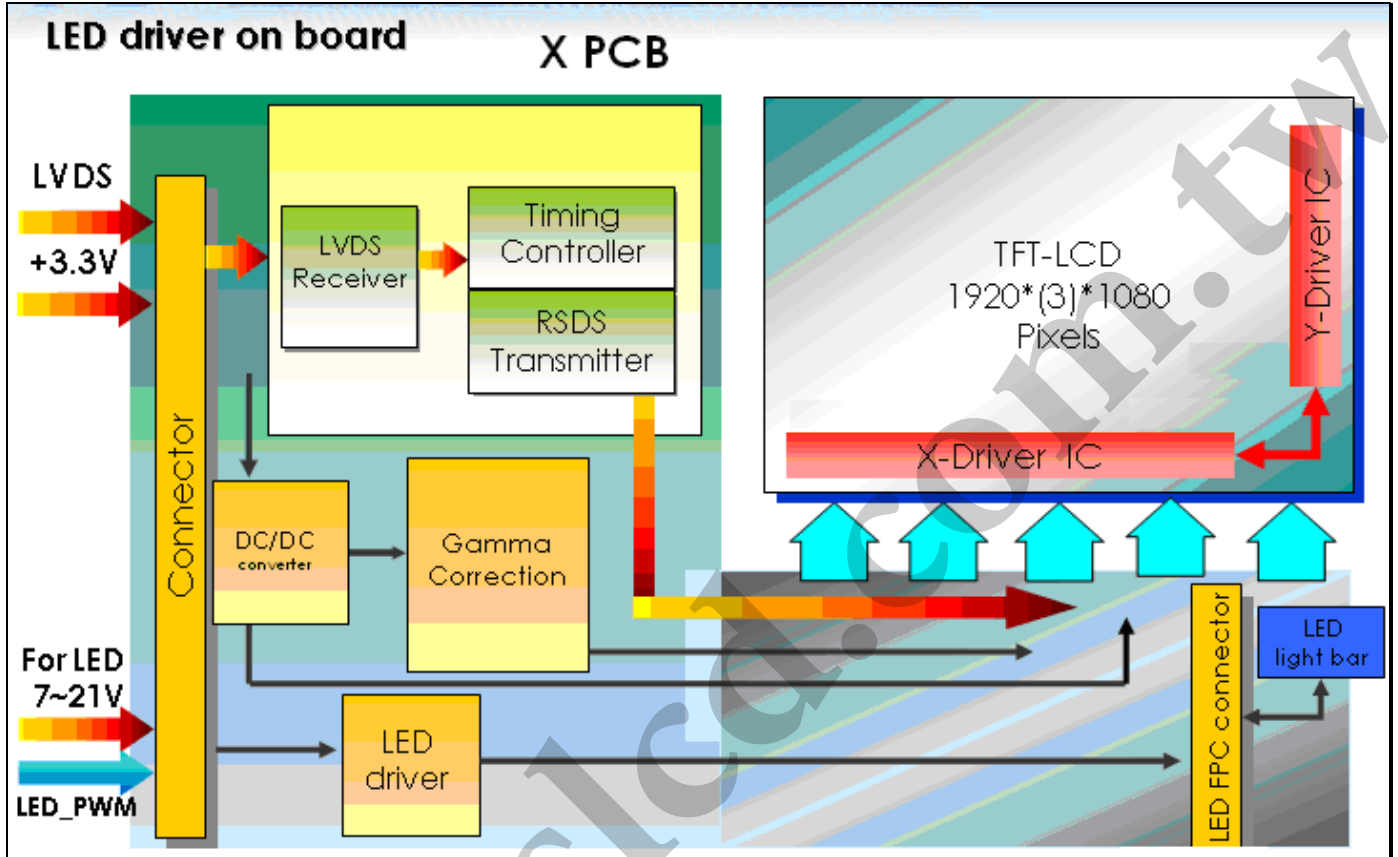 LED driver on board
X PCB
LVDS
+3.3V
Connector
LVDS
Receiver
Timing
Controller
RSDS
Transmitter
TFT-LCD
1920*(3)*1080
Pixels
Y-Driver IC
X-Driver IC
DC/DC
converter
Gamma
Correction
For LED
7~21V
LED_PWM
LED
driver
LED FPC connector
LED
light bar
slcd.com.tw